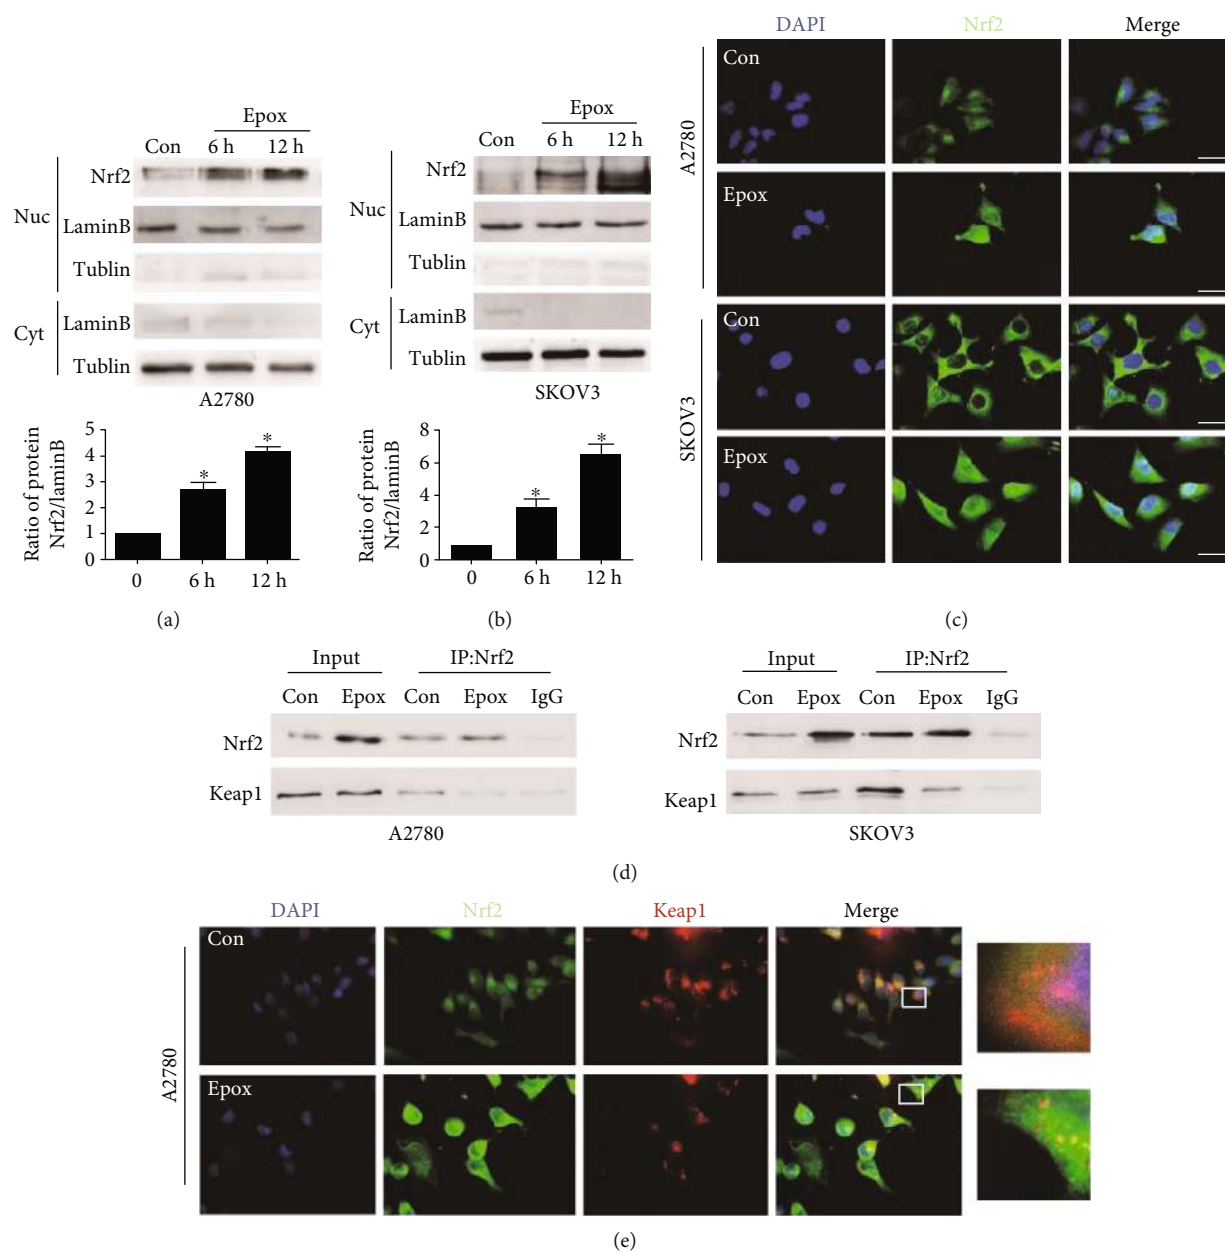 Epox
Con 6 h 12 h
Nuc
Nrf2
LaminB
Tublin
Cyt
LaminB
Tublin
A2780
Ratio of protein
Nrf2/laminB
5
4
3
2
1
0
* *
0 6 h 12 h
(a)
Epox
Con 6 h 12 h
Nuc
Nrf2
LaminB
Tublin
Cyt
LaminB
Tublin
SKOV3
Ratio of protein
Nrf2/laminB
8
6
4
2
0
* *
0 6 h 12 h
(b)
DAPI Nrf2 Merge
A2780
Con
Epox
SKOV3
Con
Epox
(c)
Input IP:Nrf2
Con Epox Con Epox IgG
Nrf2
Keap1
A2780
Input IP:Nrf2
Con Epox Con Epox IgG
Nrf2
Keap1
SKOV3
(d)
DAPI Nrf2 Keap1 Merge
A2780
Con
Epox
(e)